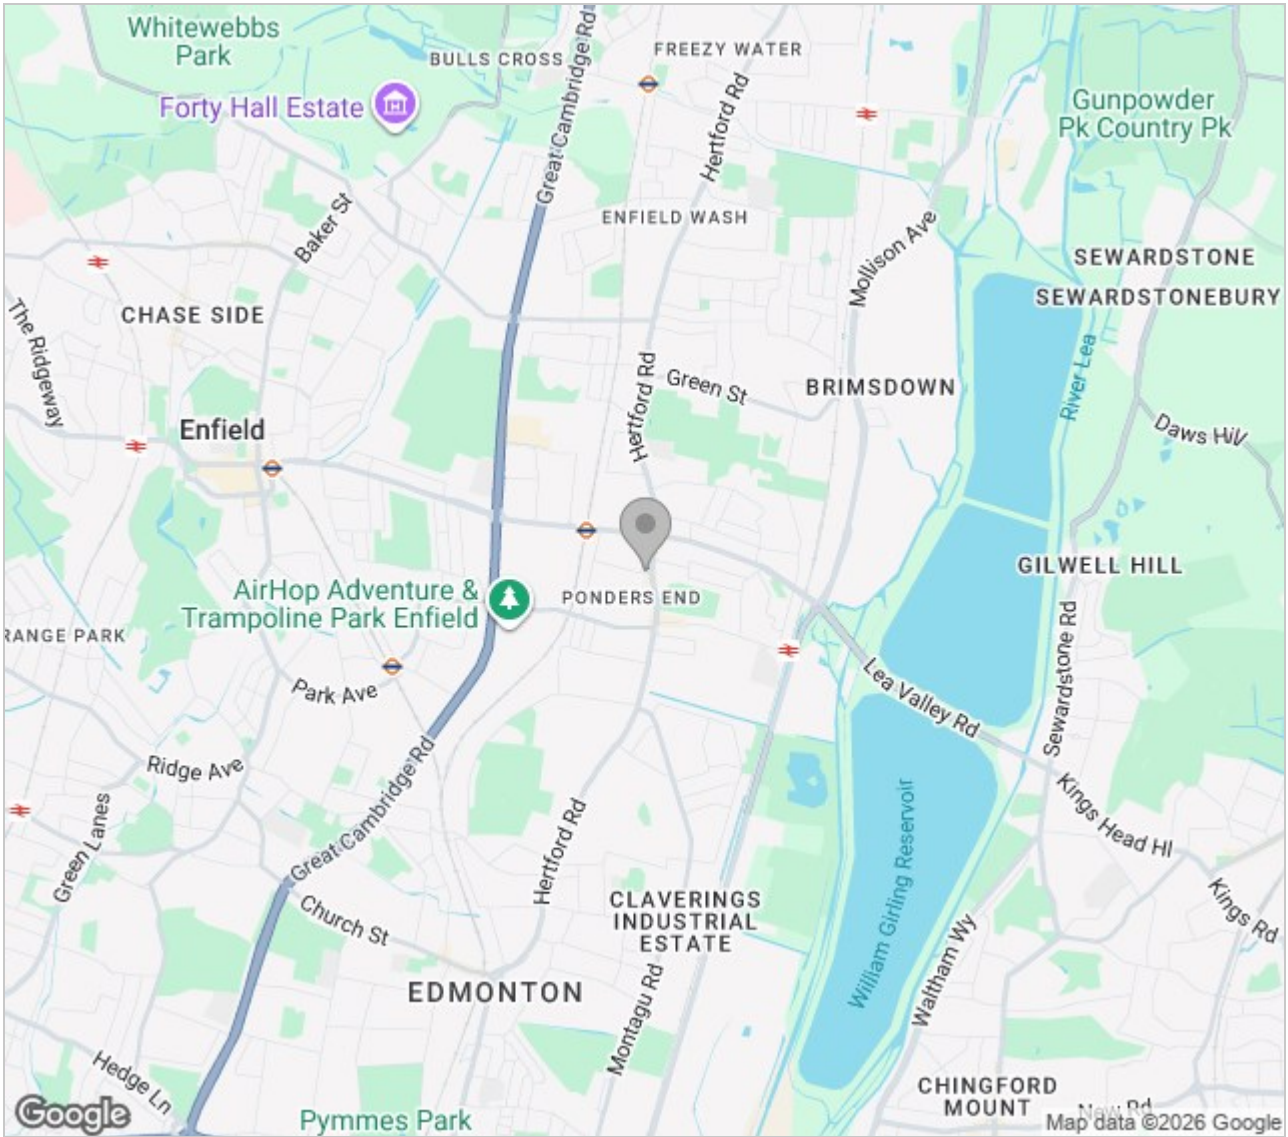 Whitewebbs
Park
BULLS CROSS
FREEZY WATER
Forty Hall Estate
Great Cambridge Rd
Hertford Rd
Gunpowder
Pk Country Pk
Baker St
ENFIELD WASH
Mollison Ave
SEWARDSTONE
SEWARDSTONEBURY
CHASE SIDE
The Ridgeway
River Lea
Hertford Rd
Green St
BRIMSDOWN
Enfield
Daws Hil
GILWELL HILL
AirHop Adventure &
Trampoline Park Enfield
PONDERS END
RANGE PARK
Park Ave
Lea Valley Rd
Sewardstone Rd
Ridge Ave
Great Cambridge Rd
Green Lanes
Hertford Rd
William Girling Reservoir
Kings Head Hl
Kings Rd
Church St
CLAVERINGS
INDUSTRIAL
ESTATE
Waltham Wy
EDMONTON
Montagu Rd
Hedge Ln
CHINGFORD
MOUNT
New Rd
Pymmes Park
Google
Map data ©2026 Google